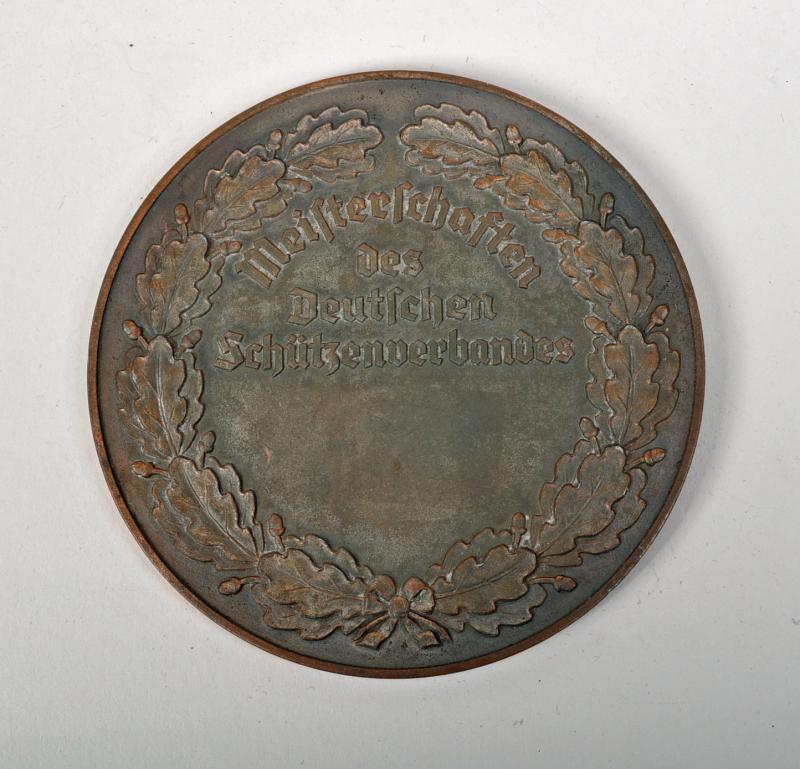 Meiſterſchaften
des
Deutſchen
Schützenverbandes